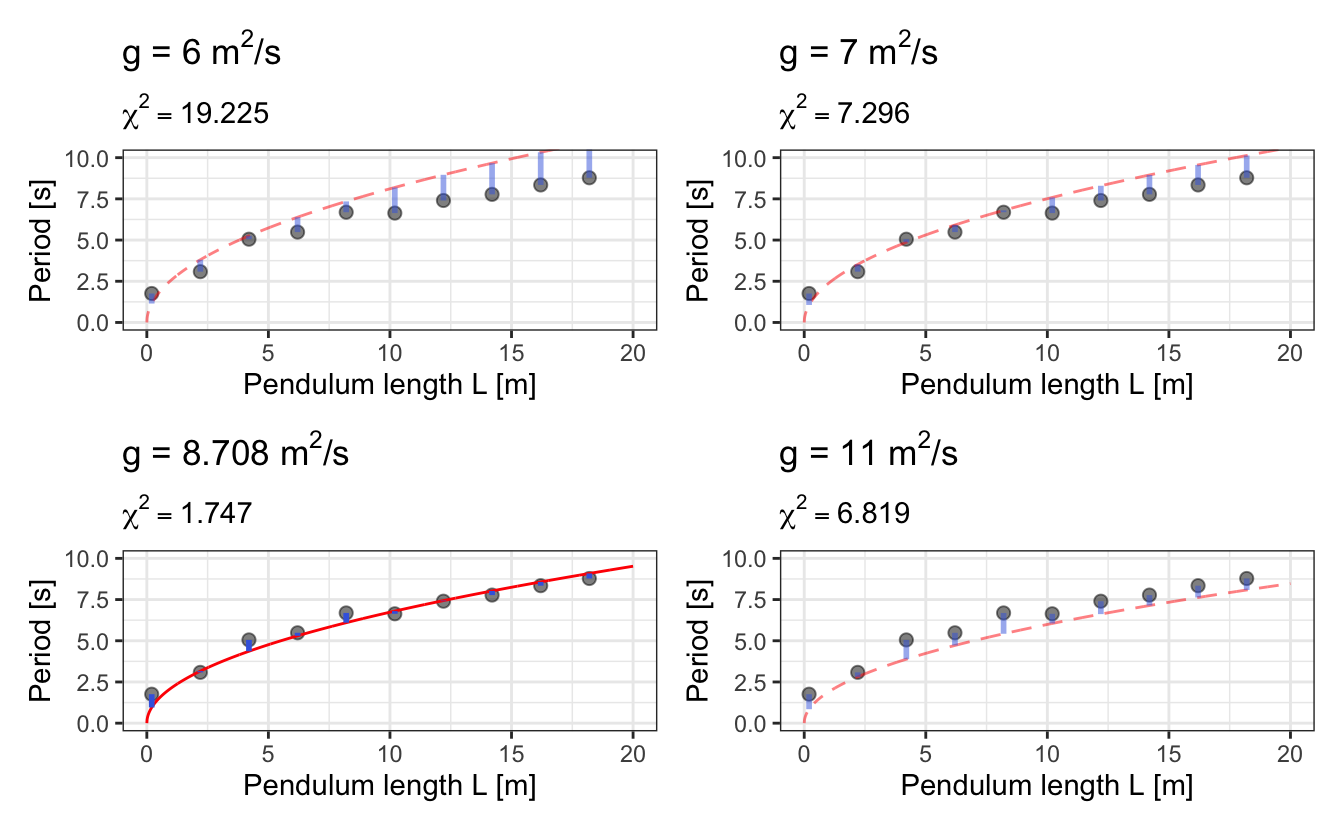 g = 6 m²/s
χ² = 19.225
10.0
7.5
5.0
2.5
0.0
Period [s]
0 5 10 15 20
Pendulum length L [m]
g = 7 m²/s
χ² = 7.296
10.0
7.5
5.0
2.5
0.0
Period [s]
0 5 10 15 20
Pendulum length L [m]
g = 8.708 m²/s
χ² = 1.747
10.0
7.5
5.0
2.5
0.0
Period [s]
0 5 10 15 20
Pendulum length L [m]
g = 11 m²/s
χ² = 6.819
10.0
7.5
5.0
2.5
0.0
Period [s]
0 5 10 15 20
Pendulum length L [m]